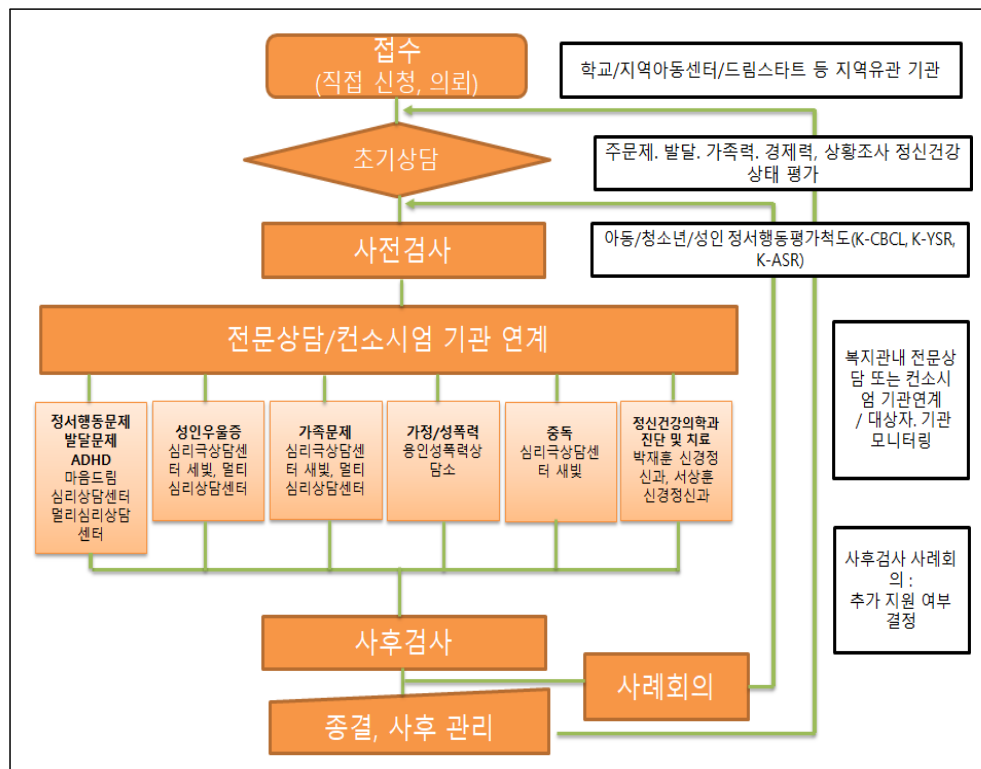 접수
(직접 신청, 의뢰)
학교/지역아동센터/드림스타트 등 지역유관 기관
초기상담
주문제. 발달. 가족력. 경제력, 상황조사 정신건강
상태 평가
사전검사
아동/청소년/성인 정서행동평가척도(K-CBCL, K-YSR,
K-ASR)
전문상담/컨소시엄 기관 연계
복지관내 전문상
담 또는 컨소시
엄 기관연계
/ 대상자. 기관
모니터링
정서행동문제
발달문제
ADHD
마음드림
심리상담센터
멀리심리상담
센터
성인우울증
심리극상담센
터 세빛, 멀티
심리상담센터
가족문제
심리극상담센
터 새빛, 멀티
심리상담센터
가정/성폭력
용인성폭력상
담소
중독
심리극상담센
터 새빛
정신건강의학과
진단 및 치료
박재훈 신경정
신과, 서상훈
신경정신과
사후검사 사례회
의 :
추가 지원 여부
결정
사후검사
사례회의
종결, 사후 관리